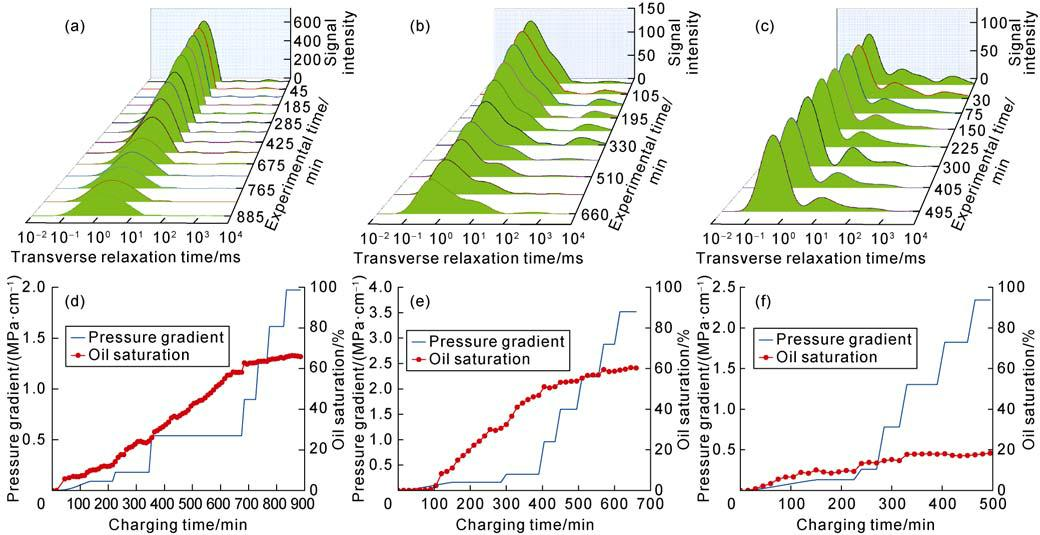 (a)
600
400
200
0
Signal intensity
45
185
285
425
675
765
885
Experimental time/min
10⁻² 10⁻¹ 10⁰ 10¹ 10² 10³ 10⁴
Transverse relaxation time/ms
(b)
150
100
50
0
Signal intensity
105
195
330
510
660
Experimental time/min
10⁻² 10⁻¹ 10⁰ 10¹ 10² 10³ 10⁴
Transverse relaxation time/ms
(c)
100
50
0
Signal intensity
30
75
150
225
300
405
495
Experimental time/min
10⁻² 10⁻¹ 10⁰ 10¹ 10² 10³ 10⁴
Transverse relaxation time/ms
(d)
Pressure gradient/(MPa·cm⁻¹)
2.0
1.5
1.0
0.5
Pressure gradient
Oil saturation
100
80
60
40
20
0
Oil saturation/%
0 100 200 300 400 500 600 700 800 900
Charging time/min
(e)
Pressure gradient/(MPa·cm⁻¹)
4.0
3.5
3.0
2.5
2.0
1.5
1.0
0.5
Pressure gradient
Oil saturation
100
80
60
40
20
0
Oil saturation/%
0 100 200 300 400 500 600 700
Charging time/min
(f)
Pressure gradient/(MPa·cm⁻¹)
2.5
2.0
1.5
1.0
0.5
Pressure gradient
Oil saturation
100
80
60
40
20
0
Oil saturation/%
0 100 200 300 400 500
Charging time/min